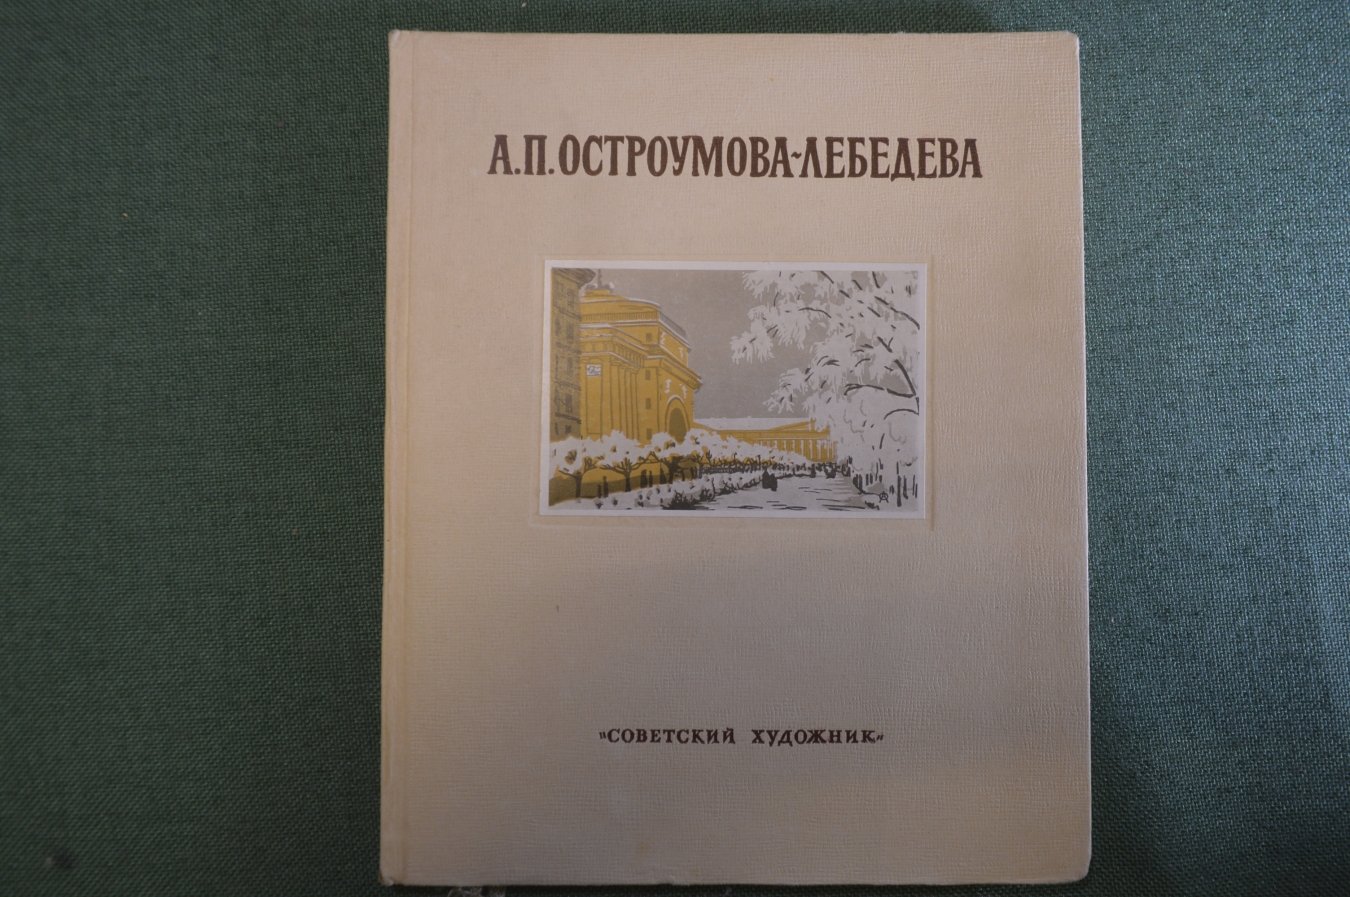 А.П.ОСТРОУМОВА-ЛЕБЕДЕВА
"СОВЕТСКИЙ ХУДОЖНИК"